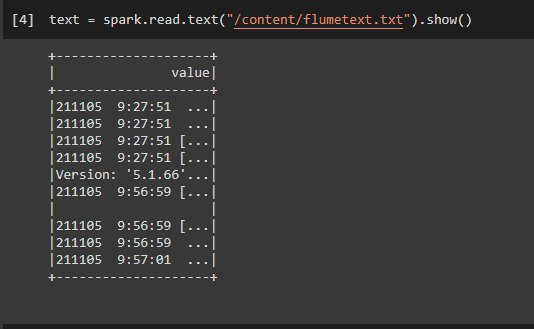 [4] text = spark.read.text("/content/flumetext.txt").show()
+--------------------+
|               value|
+--------------------+
|211105  9:27:51  ...|
|211105  9:27:51  ...|
|211105  9:27:51 [...|
|211105  9:27:51 [...|
|Version: '5.1.66'...|
|211105  9:56:59 [...|
|                    |
|211105  9:56:59 [...|
|211105  9:56:59  ...|
|211105  9:57:01  ...|
+--------------------+